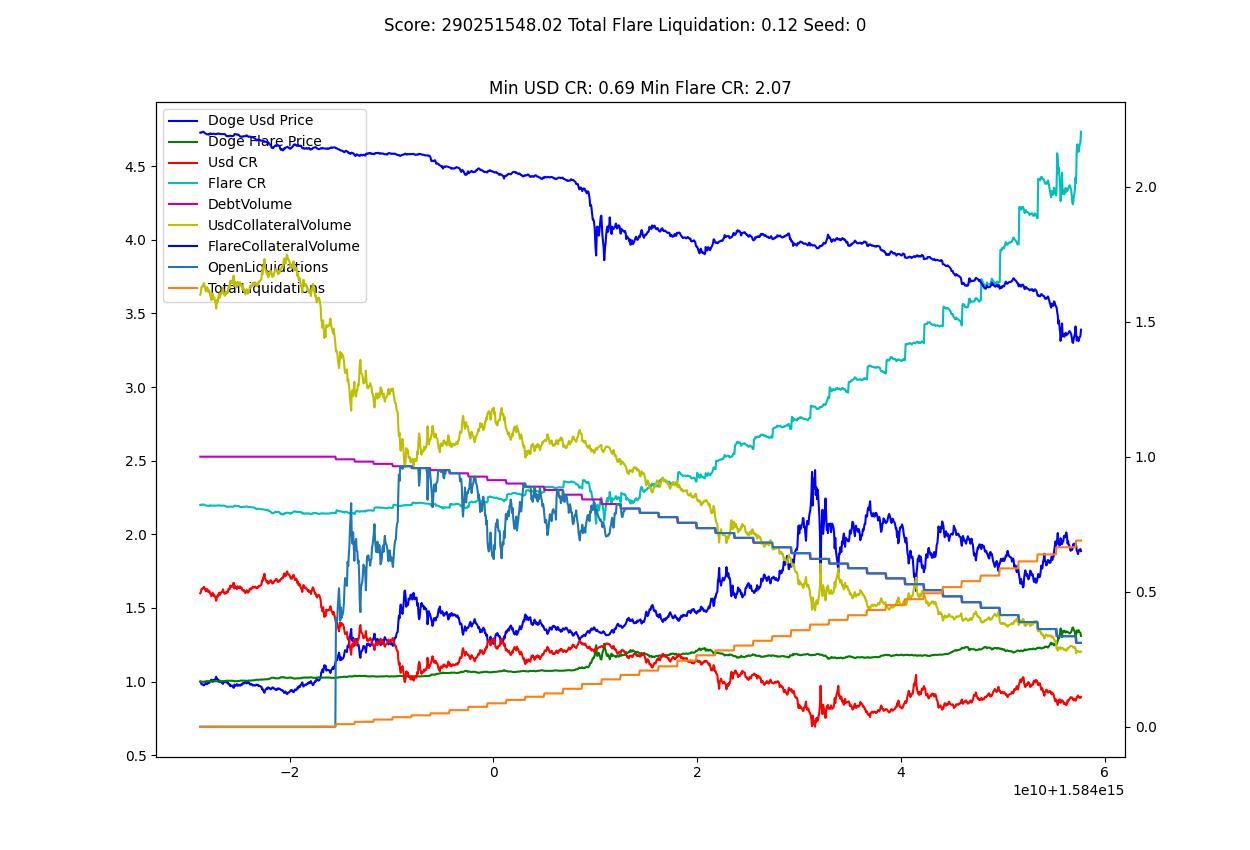 Score: 290251548.02 Total Flare Liquidation: 0.12 Seed: 0
Min USD CR: 0.69 Min Flare CR: 2.07
Doge Usd Price
Doge Flare Price
Usd CR
Flare CR
DebtVolume
UsdCollateralVolume
FlareCollateralVolume
OpenLiquidations
TotalLiquidations
4.5
4.0
3.5
3.0
2.5
2.0
1.5
1.0
0.5
2.0
1.5
1.0
0.5
0.0
−2
0
2
4
6
1e10+1.584e15